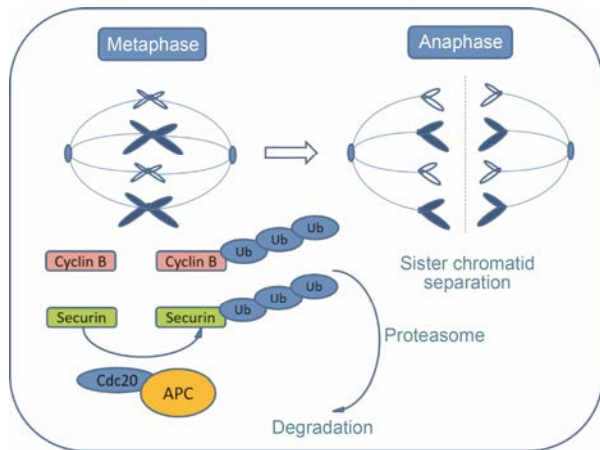 Metaphase
Anaphase
Cyclin B
Cyclin B
Ub
Ub
Ub
Securin
Securin
Ub
Ub
Ub
Cdc20
APC
Sister chromatid
separation
Proteasome
Degradation